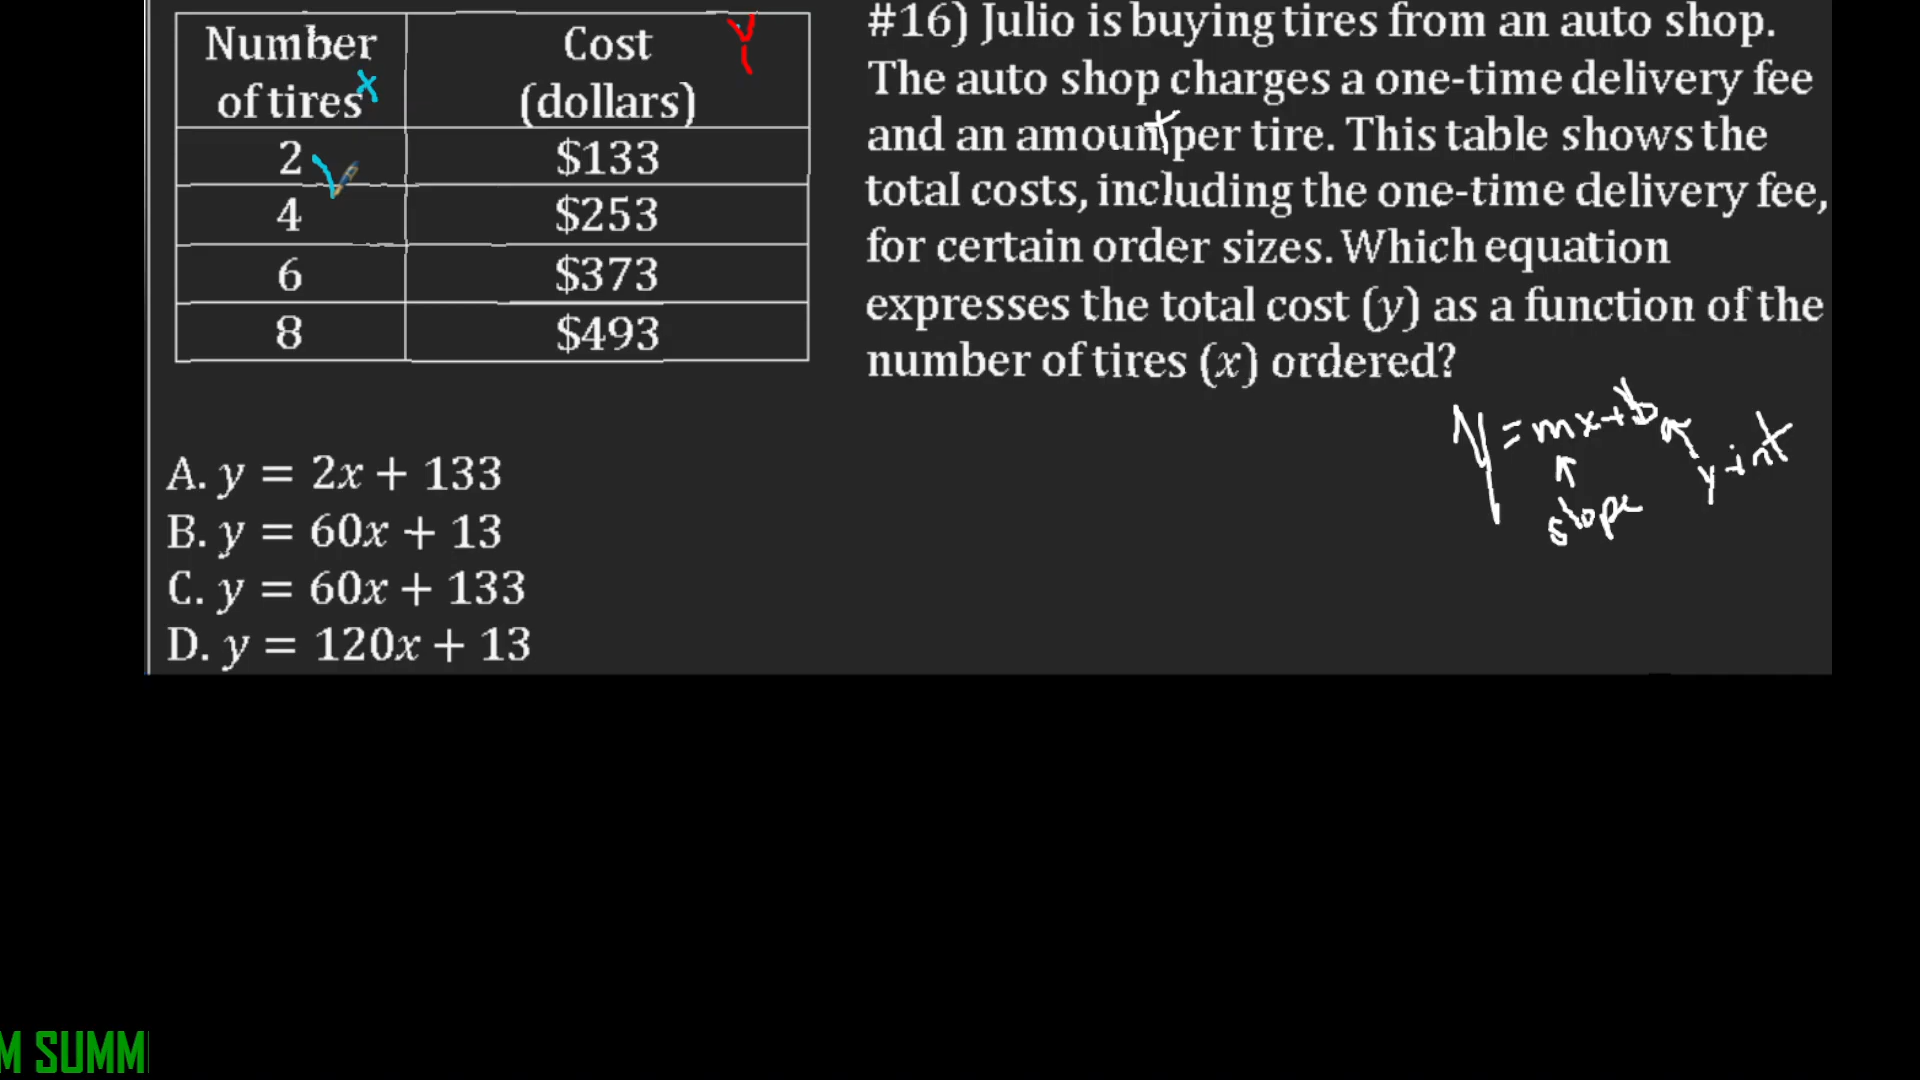 Number
of tires x
Cost
(dollars) Y
2 $133
4 $253
6 $373
8 $493
#16) Julio is buying tires from an auto shop.
The auto shop charges a one-time delivery fee
and an amount per tire. This table shows the
total costs, including the one-time delivery fee,
for certain order sizes. Which equation
expresses the total cost (y) as a function of the
number of tires (x) ordered?
y=mx+b
slope
y-int
A. y = 2x + 133
B. y = 60x + 13
C. y = 60x + 133
D. y = 120x + 13
M SUMM